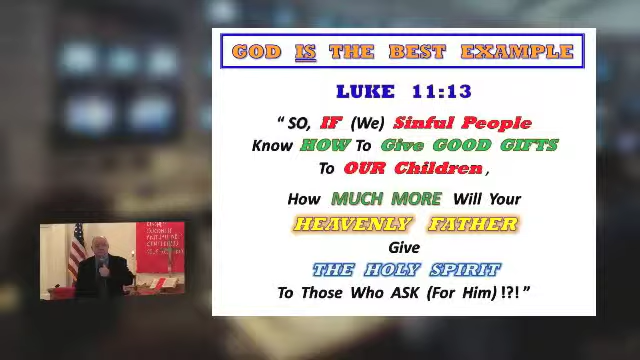 GOD IS THE BEST EXAMPLE
LUKE 11:13
“ SO, IF (We) Sinful People
Know HOW To Give GOOD GIFTS
To OUR Children,
How MUCH MORE Will Your
HEAVENLY FATHER
Give
THE HOLY SPIRIT
To Those Who ASK (For Him) !?! ”